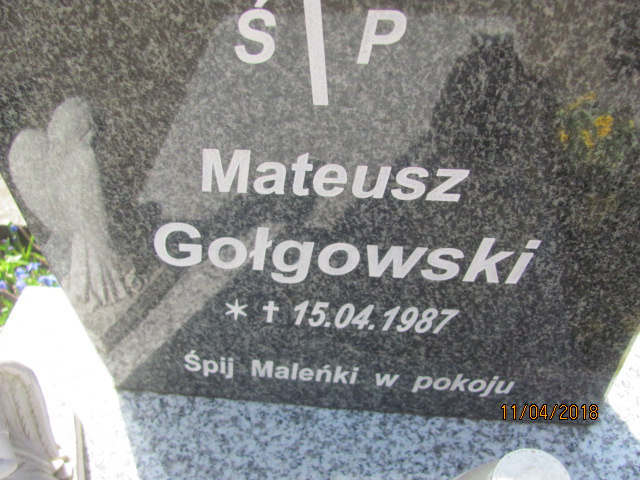 Ś P
Mateusz
Gołgowski
✶ ✝ 15.04.1987
Śpij Maleńki w pokoju
11/04/2018